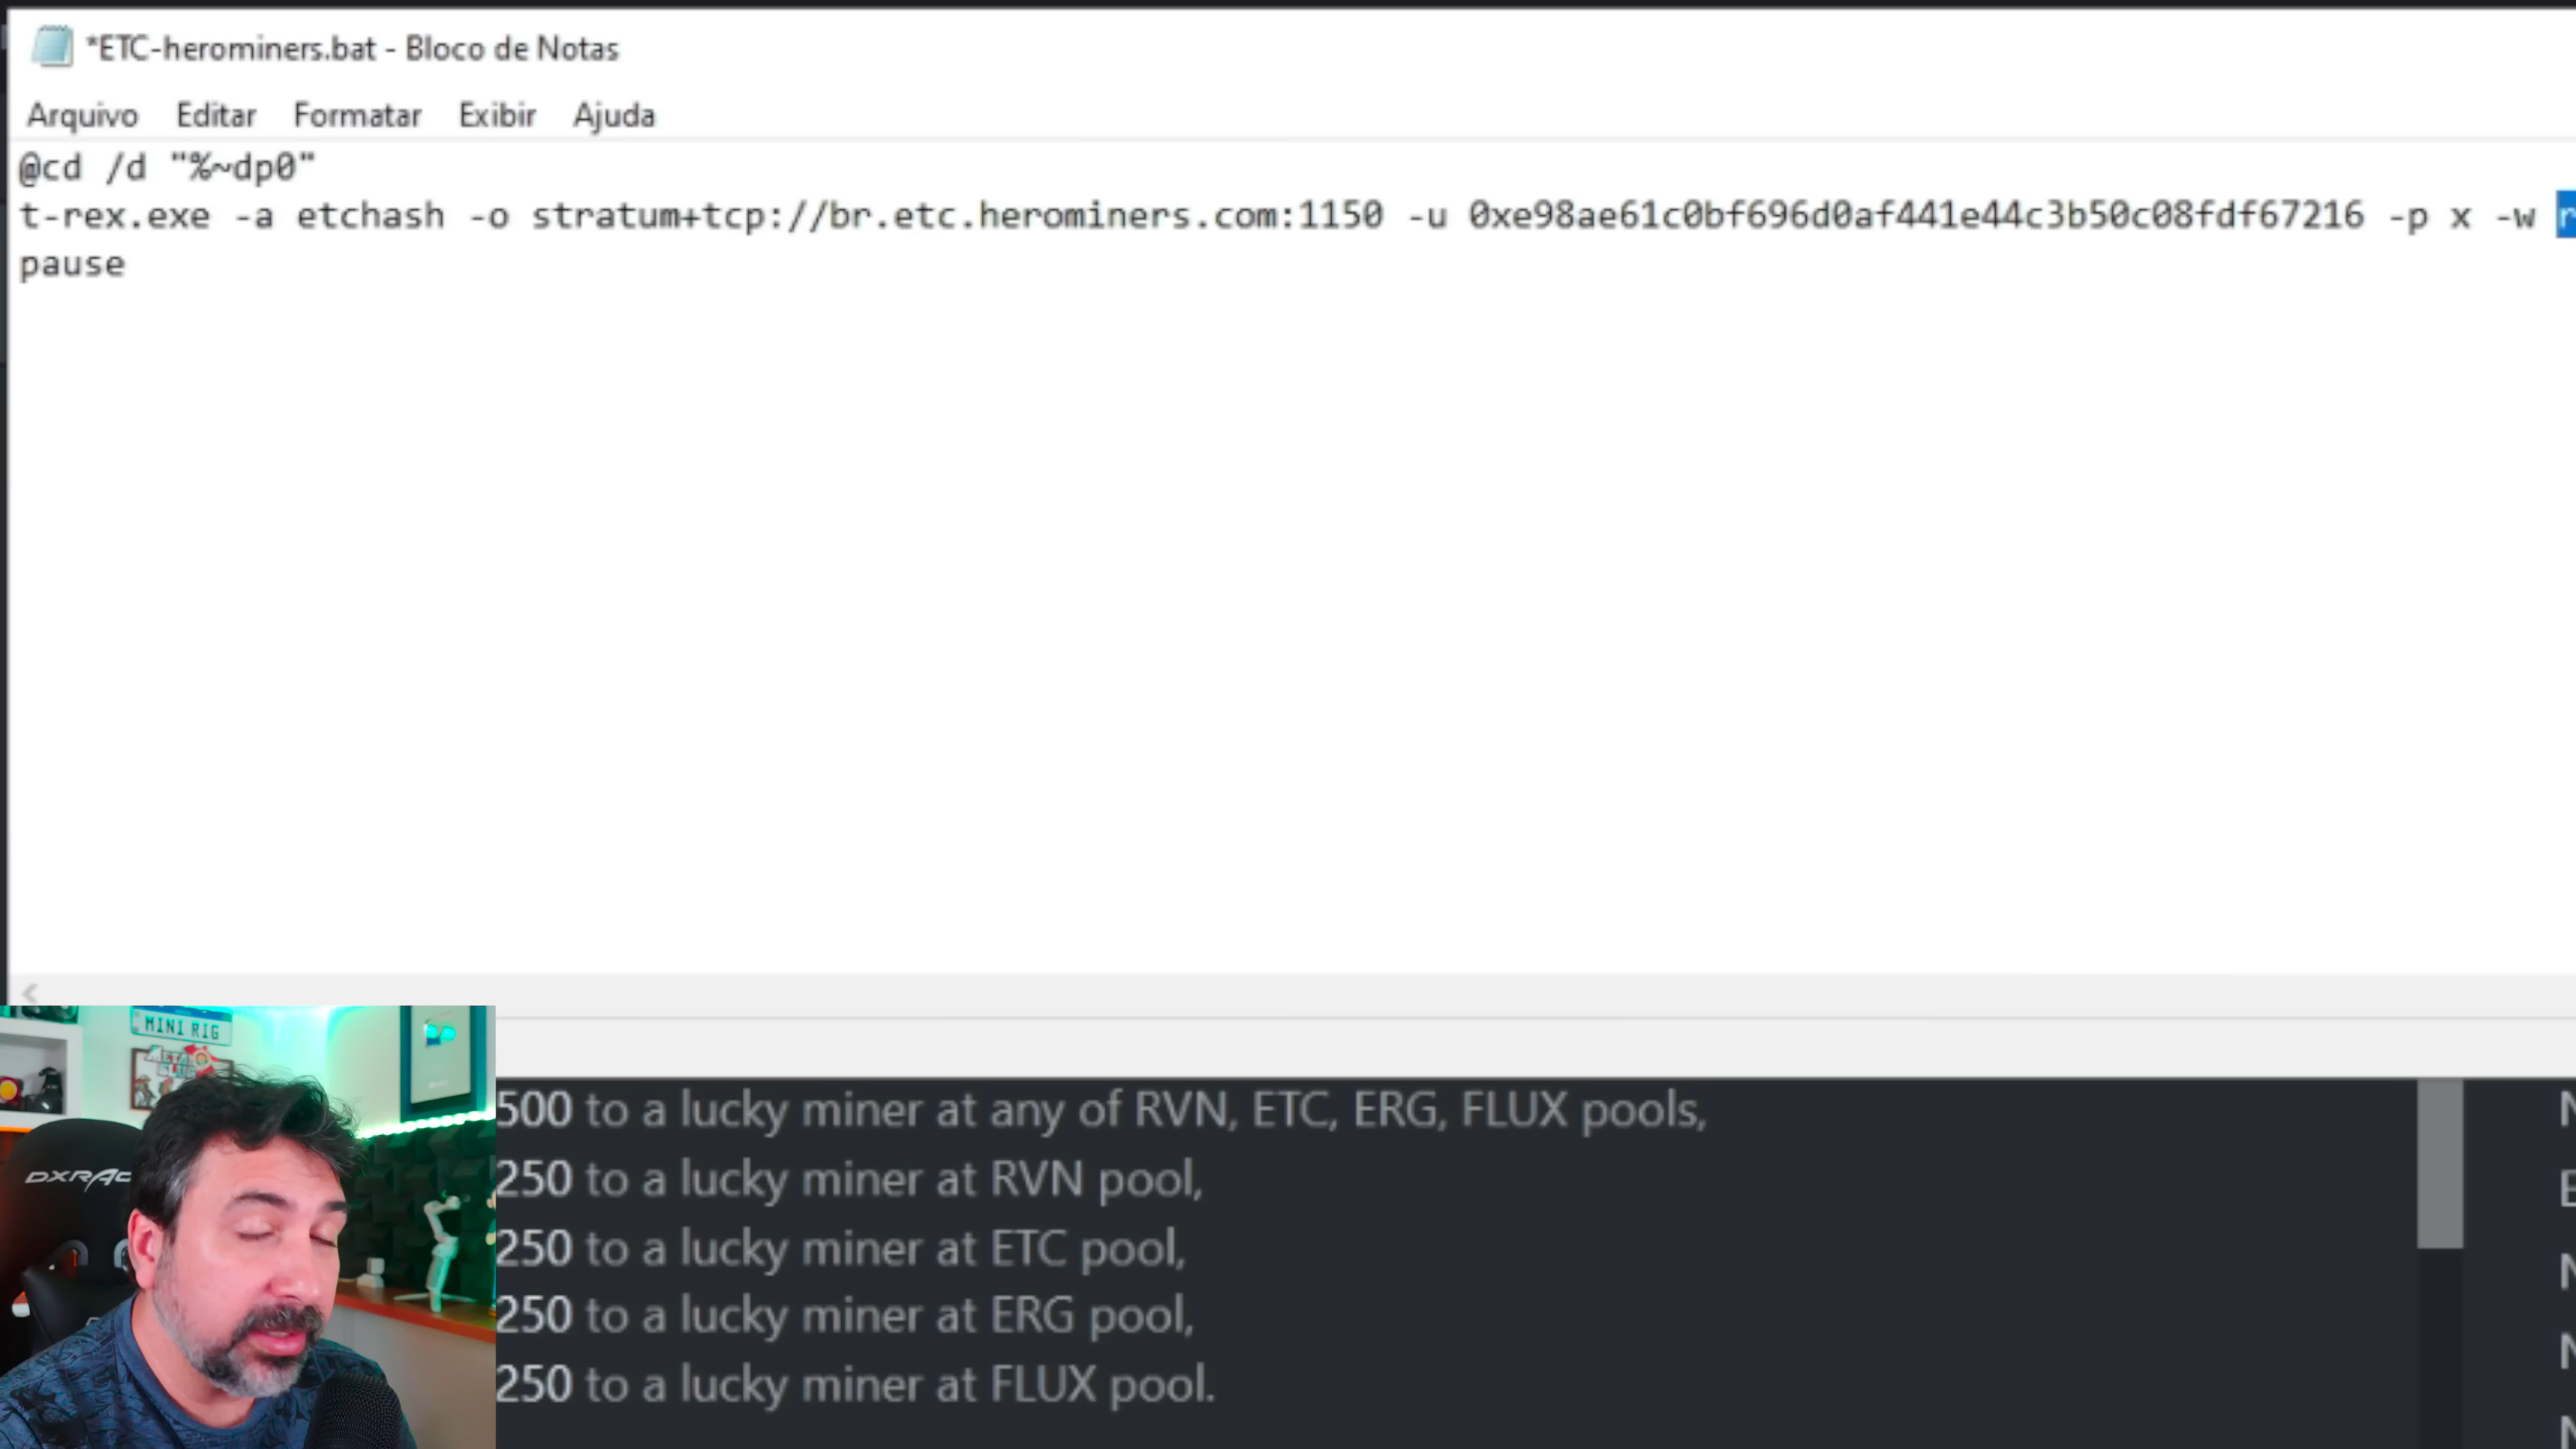 *ETC-herominers.bat - Bloco de Notas
Arquivo Editar Formatar Exibir Ajuda
@cd /d "%~dp0"
t-rex.exe -a etchash -o stratum+tcp://br.etc.herominers.com:1150 -u 0xe98ae61c0bf696d0af441e44c3b50c08fdf67216 -p x -w r
pause
MINI RIG
METAL SLUG
DXRAC
500 to a lucky miner at any of RVN, ETC, ERG, FLUX pools,
250 to a lucky miner at RVN pool,
250 to a lucky miner at ETC pool,
250 to a lucky miner at ERG pool,
250 to a lucky miner at FLUX pool.